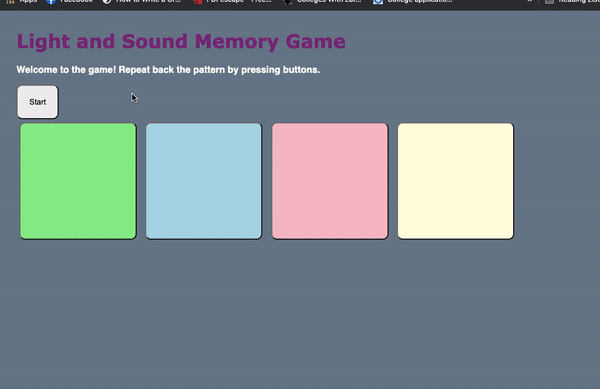 Apps Facebook How to Write a Gr... PDFescape - Free... Colleges With Lat... College applicatio... » Reading List
Light and Sound Memory Game
Welcome to the game! Repeat back the pattern by pressing buttons.
Start